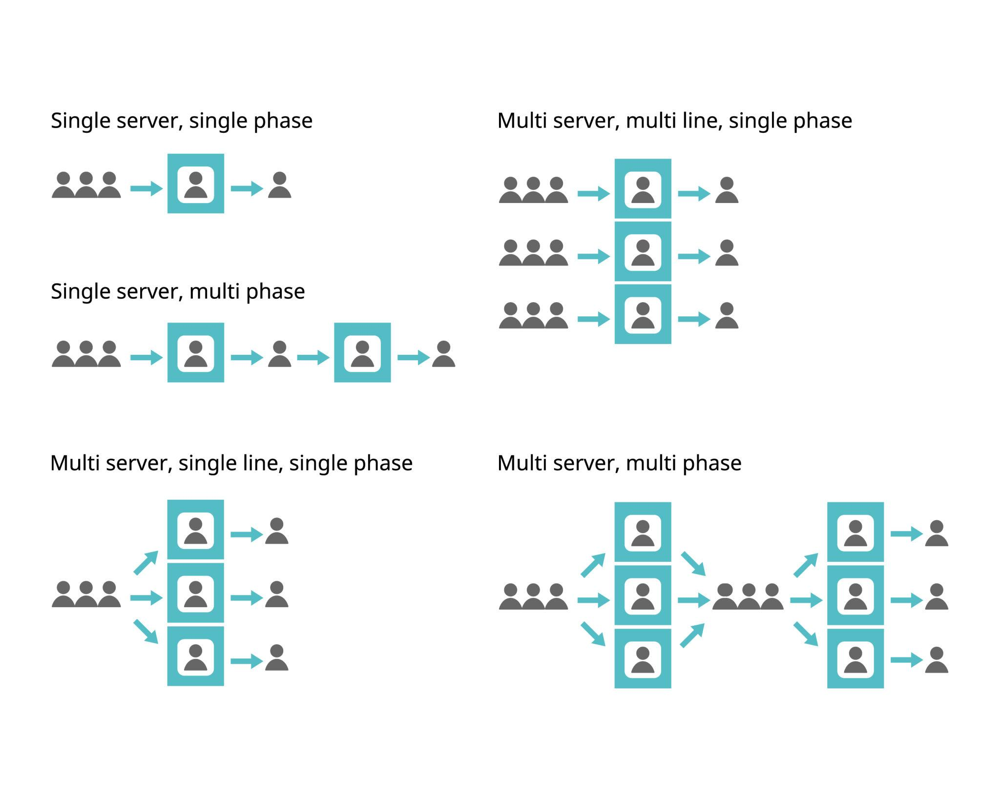 Single server, single phase
Multi server, multi line, single phase
Single server, multi phase
Multi server, single line, single phase
Multi server, multi phase